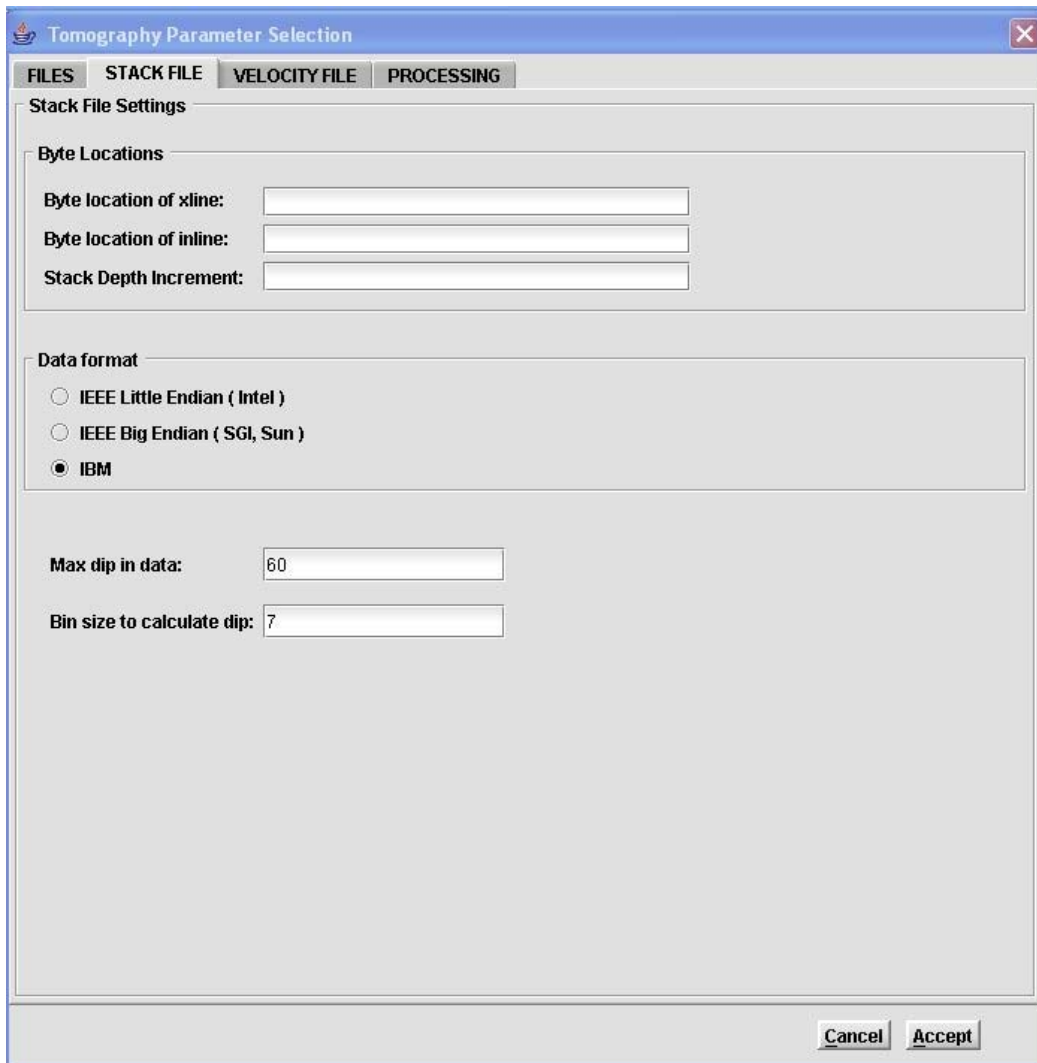 Tomography Parameter Selection
FILES STACK FILE VELOCITY FILE PROCESSING
Stack File Settings
Byte Locations
Byte location of xline:
Byte location of inline:
Stack Depth Increment:
Data format
IEEE Little Endian ( Intel )
IEEE Big Endian ( SGI, Sun )
IBM
Max dip in data: 60
Bin size to calculate dip: 7
Cancel Accept